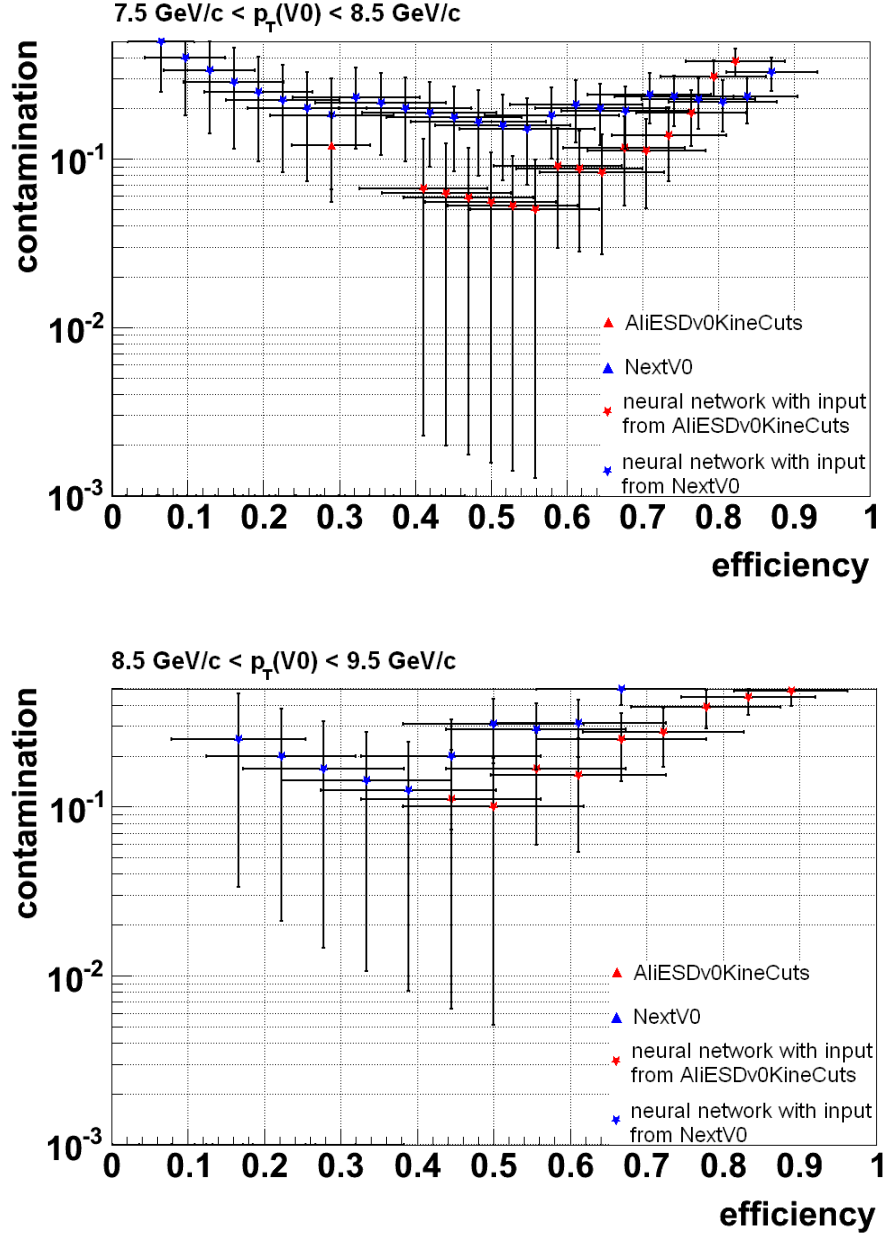 7.5 GeV/c < pT(V0) < 8.5 GeV/c
contamination
10-1
10-2
10-3
AliESDv0KineCuts
NextV0
neural network with input
from AliESDv0KineCuts
neural network with input
from NextV0
0 0.1 0.2 0.3 0.4 0.5 0.6 0.7 0.8 0.9 1
efficiency
8.5 GeV/c < pT(V0) < 9.5 GeV/c
contamination
10-1
10-2
10-3
AliESDv0KineCuts
NextV0
neural network with input
from AliESDv0KineCuts
neural network with input
from NextV0
0 0.1 0.2 0.3 0.4 0.5 0.6 0.7 0.8 0.9 1
efficiency